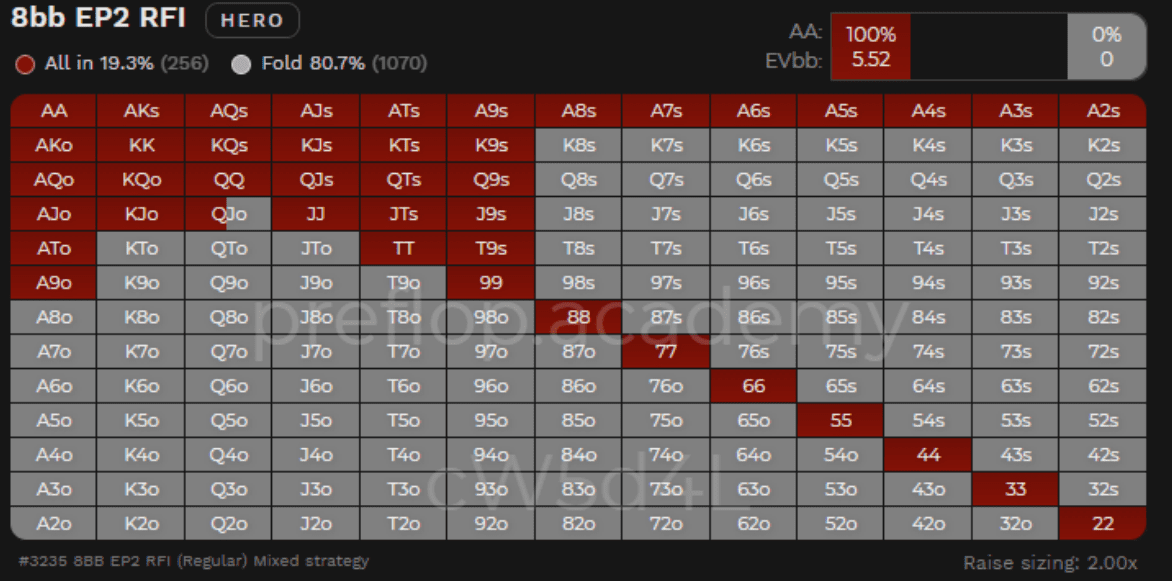 8bb EP2 RFI HERO
All in 19.3% (256) Fold 80.7% (1070)
AA: 100% 0%
EVbb: 5.52 0
AA AKs AQs AJs ATs A9s A8s A7s A6s A5s A4s A3s A2s
AKo KK KQs KJs KTs K9s K8s K7s K6s K5s K4s K3s K2s
AQo KQo QQ QJs QTs Q9s Q8s Q7s Q6s Q5s Q4s Q3s Q2s
AJo KJo QJo JJ JTs J9s J8s J7s J6s J5s J4s J3s J2s
ATo KTo QTo JTo TT T9s T8s T7s T6s T5s T4s T3s T2s
A9o K9o Q9o J9o T9o 99 98s 97s 96s 95s 94s 93s 92s
A8o K8o Q8o J8o T8o 98o 88 87s 86s 85s 84s 83s 82s
preflop.academy
A7o K7o Q7o J7o T7o 97o 87o 77 76s 75s 74s 73s 72s
A6o K6o Q6o J6o T6o 96o 86o 76o 66 65s 64s 63s 62s
A5o K5o Q5o J5o T5o 95o 85o 75o 65o 55 54s 53s 52s
A4o K4o Q4o J4o T4o 94o 84o 74o 64o 54o 44 43s 42s
cW5d4L
A3o K3o Q3o J3o T3o 93o 83o 73o 63o 53o 43o 33 32s
A2o K2o Q2o J2o T2o 92o 82o 72o 62o 52o 42o 32o 22
#3235 8BB EP2 RFI (Regular) Mixed strategy Raise sizing: 2.00x